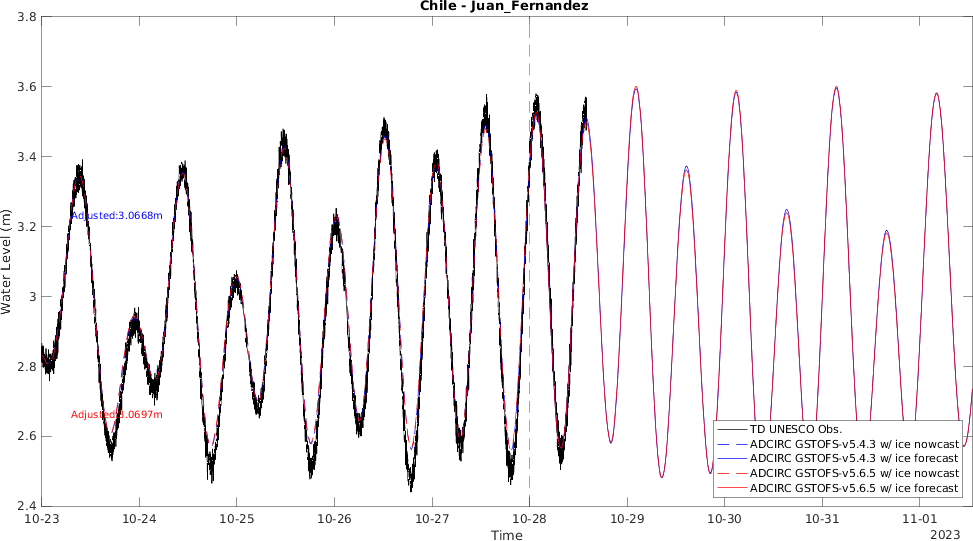 Chile - Juan_Fernandez
3.8
3.6
3.4
3.2
3
2.8
2.6
2.4
Water Level (m)
Adjusted:3.0668m
Adjusted:3.0697m
TD UNESCO Obs.
ADCIRC GSTOFS-v5.4.3 w/ ice nowcast
ADCIRC GSTOFS-v5.4.3 w/ ice forecast
ADCIRC GSTOFS-v5.6.5 w/ ice nowcast
ADCIRC GSTOFS-v5.6.5 w/ ice forecast
10-23 10-24 10-25 10-26 10-27 10-28 10-29 10-30 10-31 11-01
Time
2023